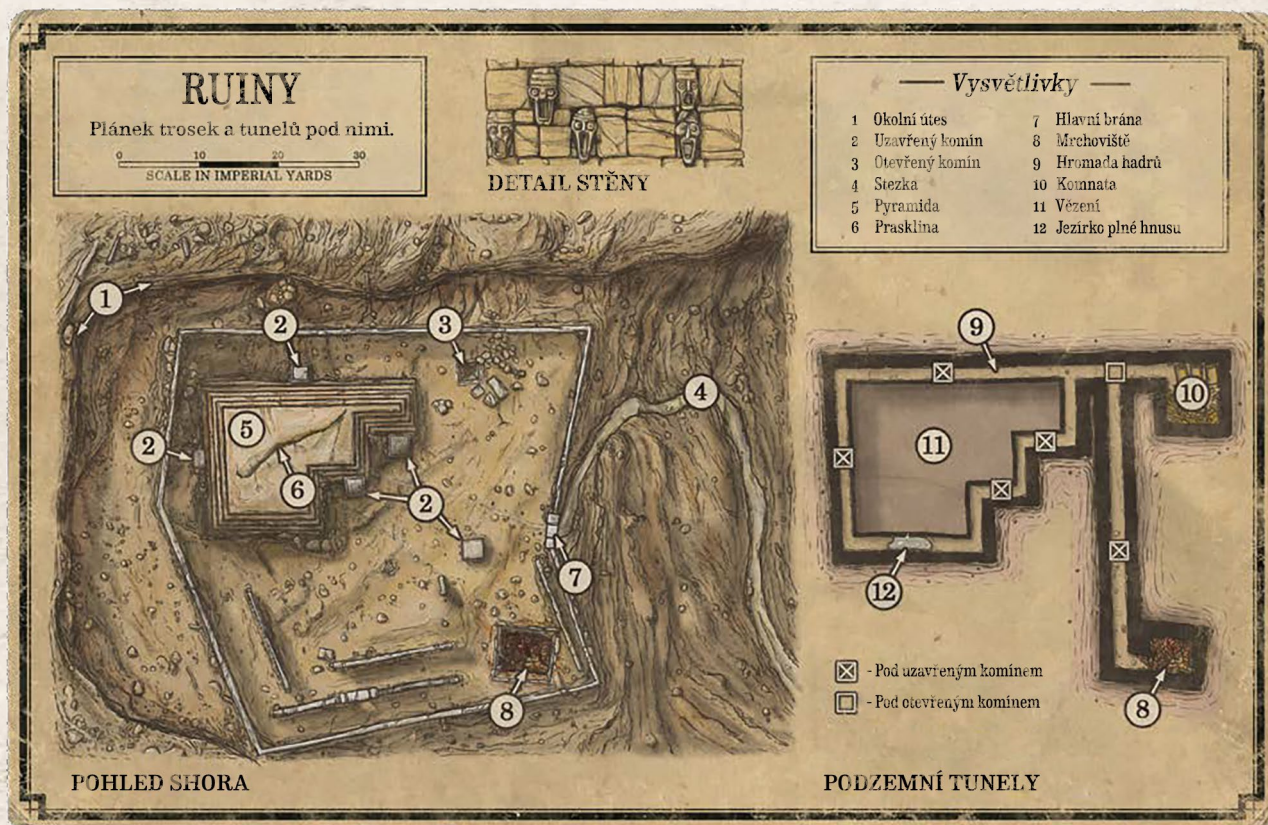 RUINY
Plánek trosek a tunelů pod nimi.
0 10 20 30
SCALE IN IMPERIAL YARDS
DETAIL STĚNY
Vysvětlivky
1 Okolní útes
2 Uzavřený komín
3 Otevřený komín
4 Stezka
5 Pyramida
6 Prasklina
7 Hlavní brána
8 Mrchoviště
9 Hromada hadrů
10 Komnata
11 Vězení
12 Jezírko plné hnusu
1
2
3
4
2
5
6
2
7
8
POHLED SHORA
9
10
11
12
8
- Pod uzavřeným komínem
- Pod otevřeným komínem
PODZEMNÍ TUNELY